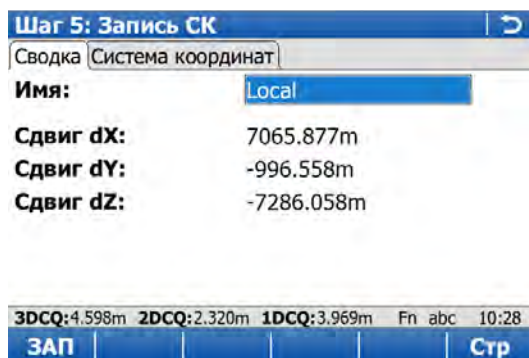 Шаг 5: Запись СК
Сводка Система координат
Имя: Local
Сдвиг dX: 7065.877m
Сдвиг dY: -996.558m
Сдвиг dZ: -7286.058m
3DCQ:4.598m 2DCQ:2.320m 1DCQ:3.969m Fn abc 10:28
ЗАП Стр